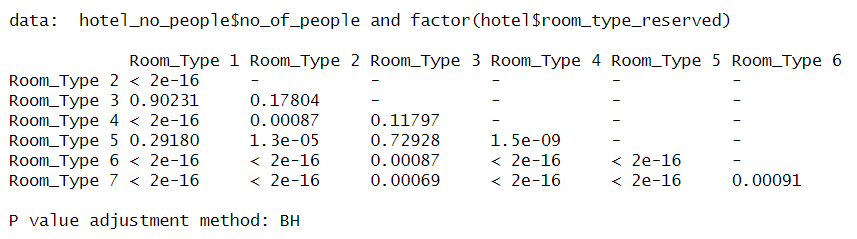 data:  hotel_no_people$no_of_people and factor(hotel$room_type_reserved)
            Room_Type 1 Room_Type 2 Room_Type 3 Room_Type 4 Room_Type 5 Room_Type 6
Room_Type 2 < 2e-16     -           -           -           -           -
Room_Type 3 0.90231     0.17804     -           -           -           -
Room_Type 4 < 2e-16     0.00087     0.11797     -           -           -
Room_Type 5 0.29180     1.3e-05     0.72928     1.5e-09     -           -
Room_Type 6 < 2e-16     < 2e-16     0.00087     < 2e-16     < 2e-16     -
Room_Type 7 < 2e-16     < 2e-16     0.00069     < 2e-16     < 2e-16     0.00091
P value adjustment method: BH